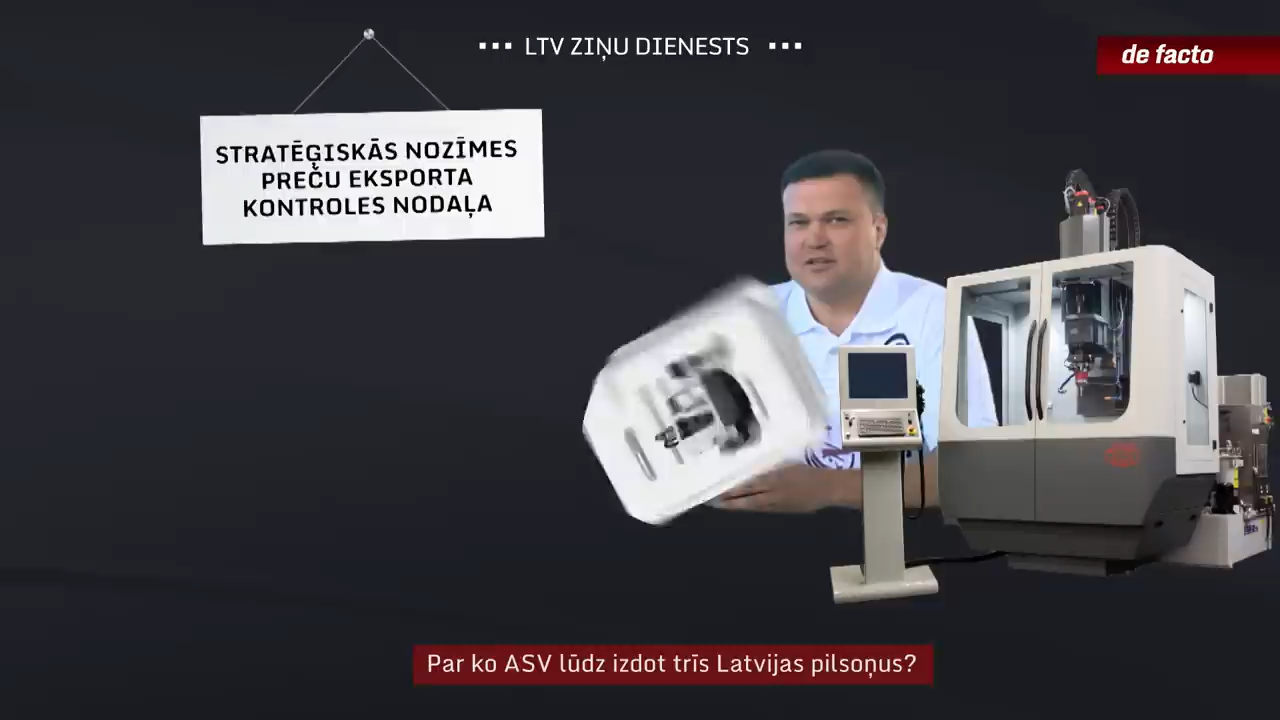 LTV ZIŅU DIENESTS
de facto
STRATĒĢISKĀS NOZĪMES
PREČU EKSPORTA
KONTROLES NODAĻA
Par ko ASV lūdz izdot trīs Latvijas pilsoņus?